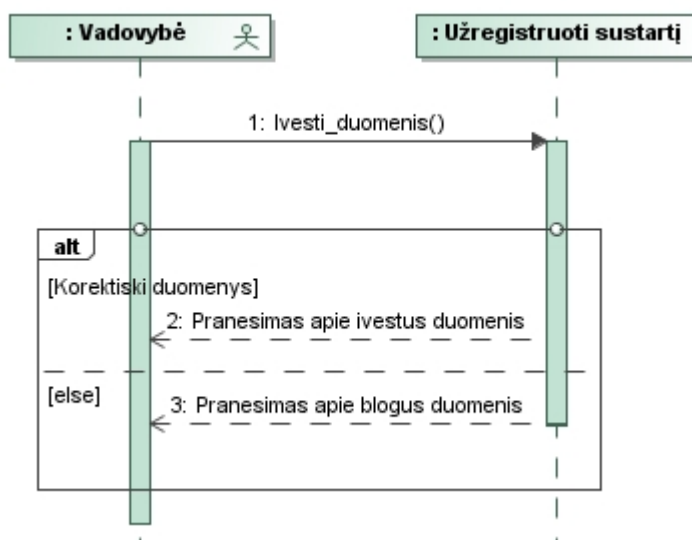 : Vadovybė
: Užregistruoti sustartį
1: Ivesti_duomenis()
alt
[Korektiski duomenys]
2: Pranesimas apie ivestus duomenis
[else]
3: Pranesimas apie blogus duomenis